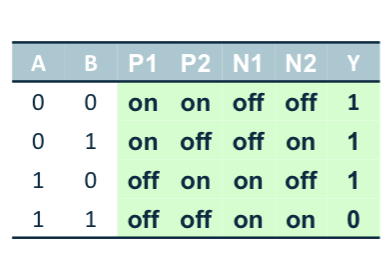 A B P1 P2 N1 N2 Y
0 0 on on off off 1
0 1 on off off on 1
1 0 off on on off 1
1 1 off off on on 0